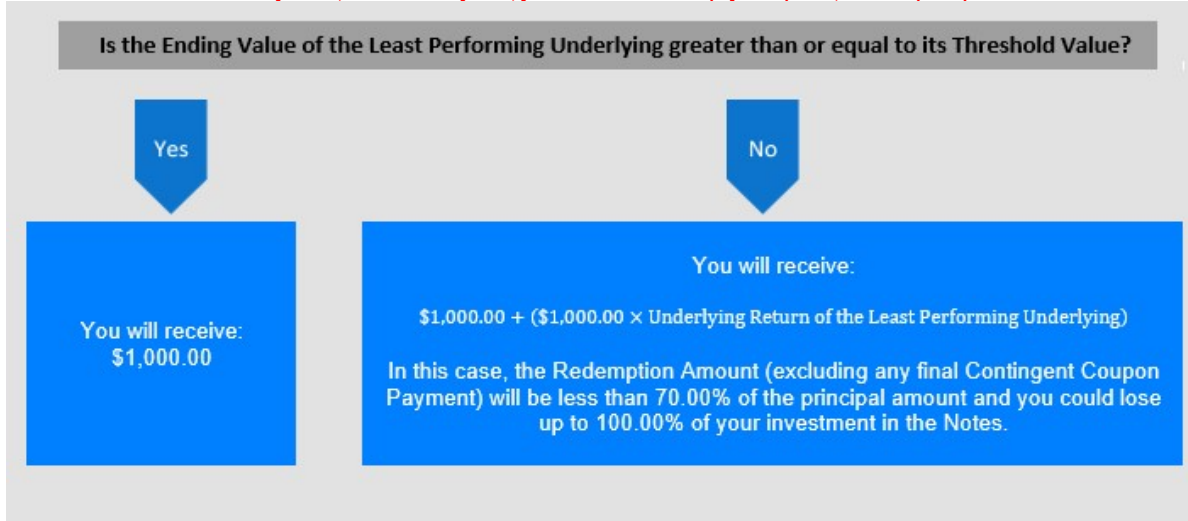 Is the Ending Value of the Least Performing Underlying greater than or equal to its Threshold Value?
Yes
No
You will receive:
$1,000.00
You will receive:
$1,000.00 + ($1,000.00 × Underlying Return of the Least Performing Underlying)
In this case, the Redemption Amount (excluding any final Contingent Coupon
Payment) will be less than 70.00% of the principal amount and you could lose
up to 100.00% of your investment in the Notes.